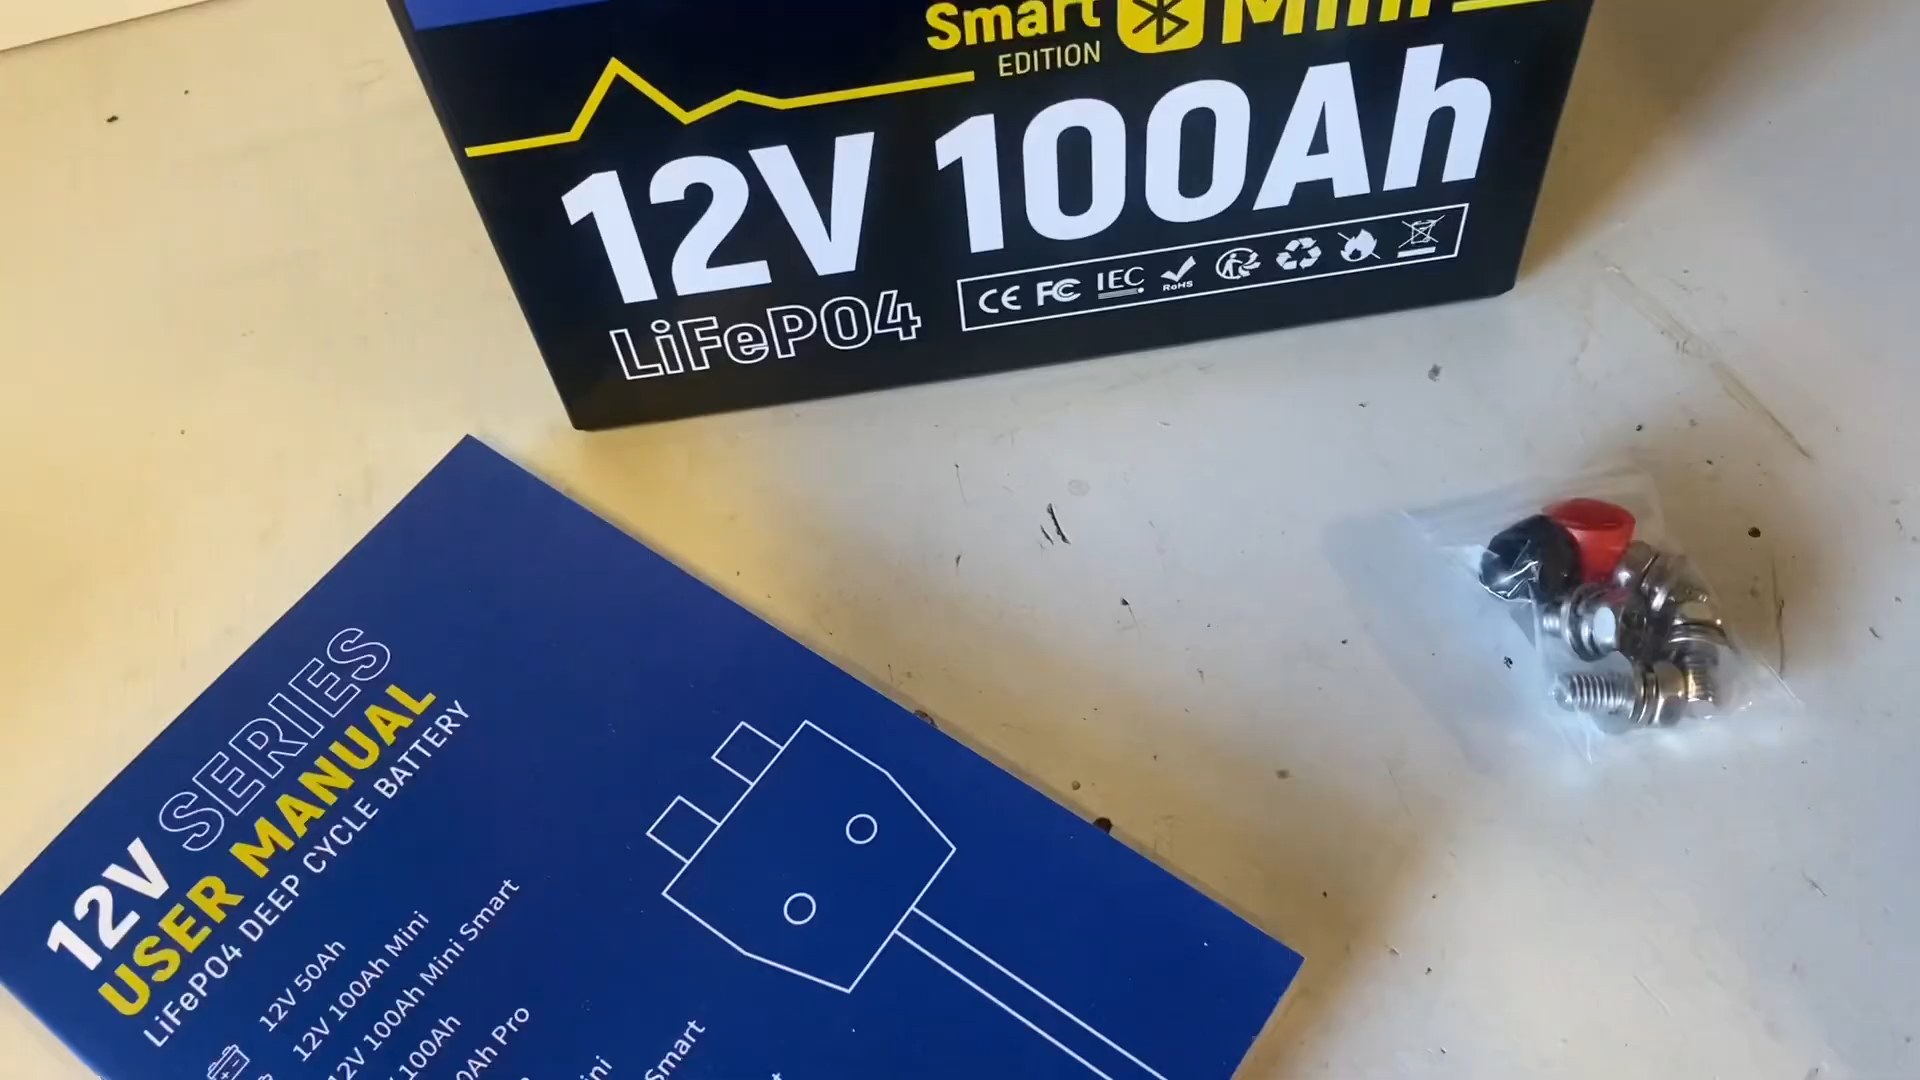 Smart Mini
EDITION
12V 100Ah
LiFePO4
CE FC IEC RoHS
12V SERIES
USER MANUAL
LiFePO4 DEEP CYCLE BATTERY
12V 50Ah
12V 100Ah Mini
12V 100Ah Mini Smart
100Ah
Pro
Smart